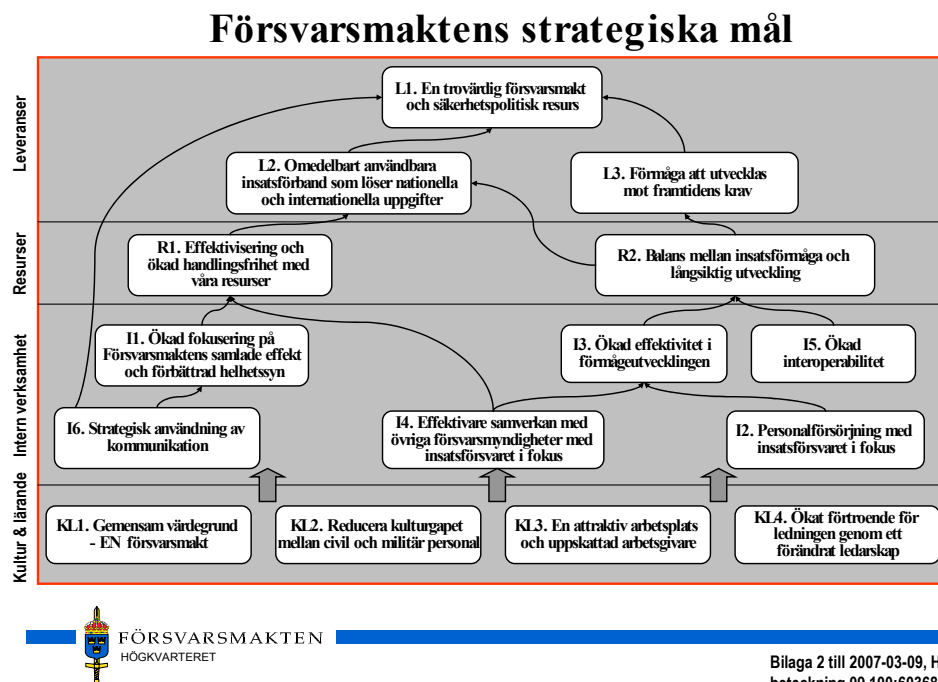 Försvarsmaktens strategiska mål
Leveranser
L1. En trovärdig försvarsmakt
och säkerhetspolitisk resurs
L2. Omedelbart användbara
insatsförband som löser nationella
och internationella uppgifter
L3. Förmåga att utvecklas
mot framtidens krav
Resurser
R1. Effektivisering och
ökad handlingsfrihet med
våra resurser
R2. Balans mellan insatsförmåga och
långsiktig utveckling
Intern verksamhet
I1. Ökad fokusering på
Försvarsmaktens samlade effekt
och förbättrad helhetssyn
I3. Ökad effektivitet i
förmågeutvecklingen
I5. Ökad
interoperabilitet
I6. Strategisk användning av
kommunikation
I4. Effektivare samverkan med
övriga försvarsmyndigheter med
insatsförsvaret i fokus
I2. Personalförsörjning med
insatsförsvaret i fokus
Kultur & lärande
KL1. Gemensam värdegrund
- EN försvarsmakt
KL2. Reducera kulturgapet
mellan civil och militär personal
KL3. En attraktiv arbetsplats
och uppskattad arbetsgivare
KL4. Ökat förtroende för
ledningen genom ett
förändrat ledarskap
FÖRSVARSMAKTEN
HÖGKVARTERET
Bilaga 2 till 2007-03-09, H